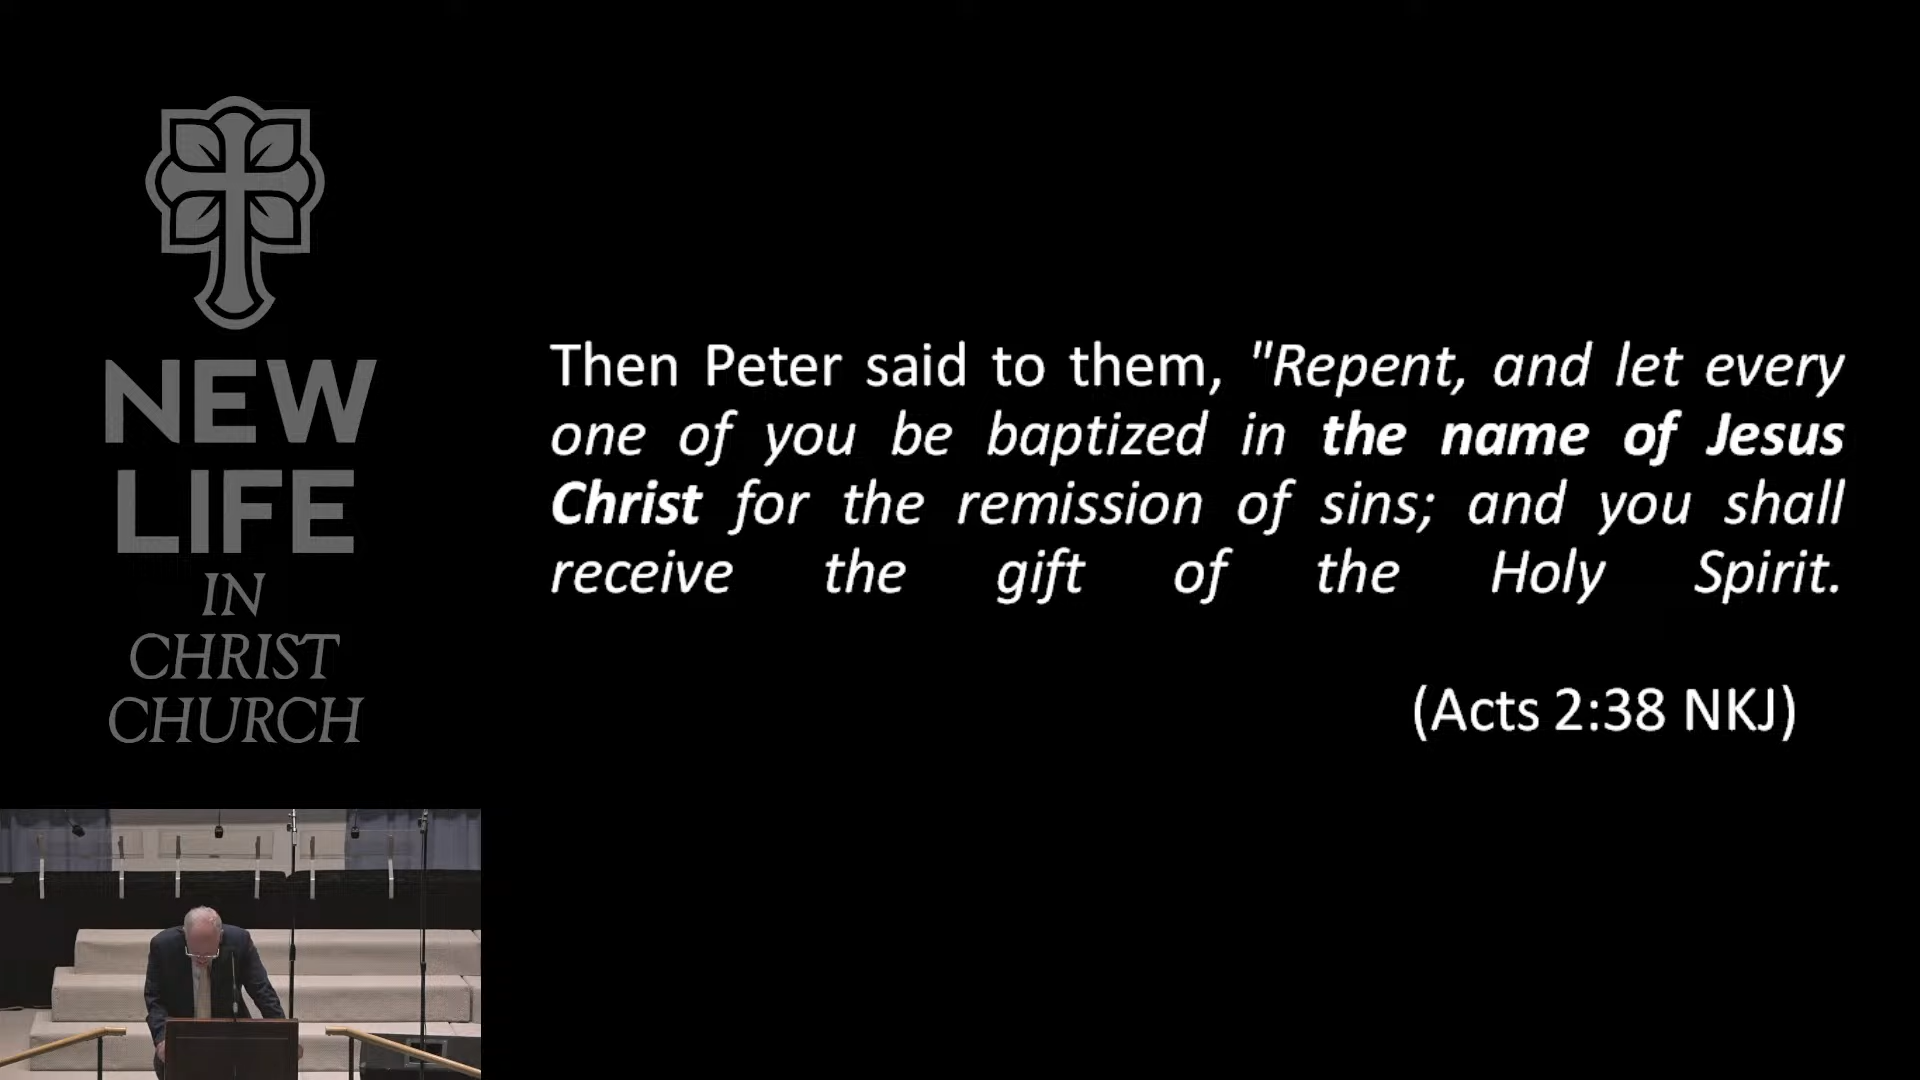 NEW
LIFE
IN
CHRIST
CHURCH
Then Peter said to them, "Repent, and let every
one of you be baptized in the name of Jesus
Christ for the remission of sins; and you shall
receive the gift of the Holy Spirit.
(Acts 2:38 NKJ)